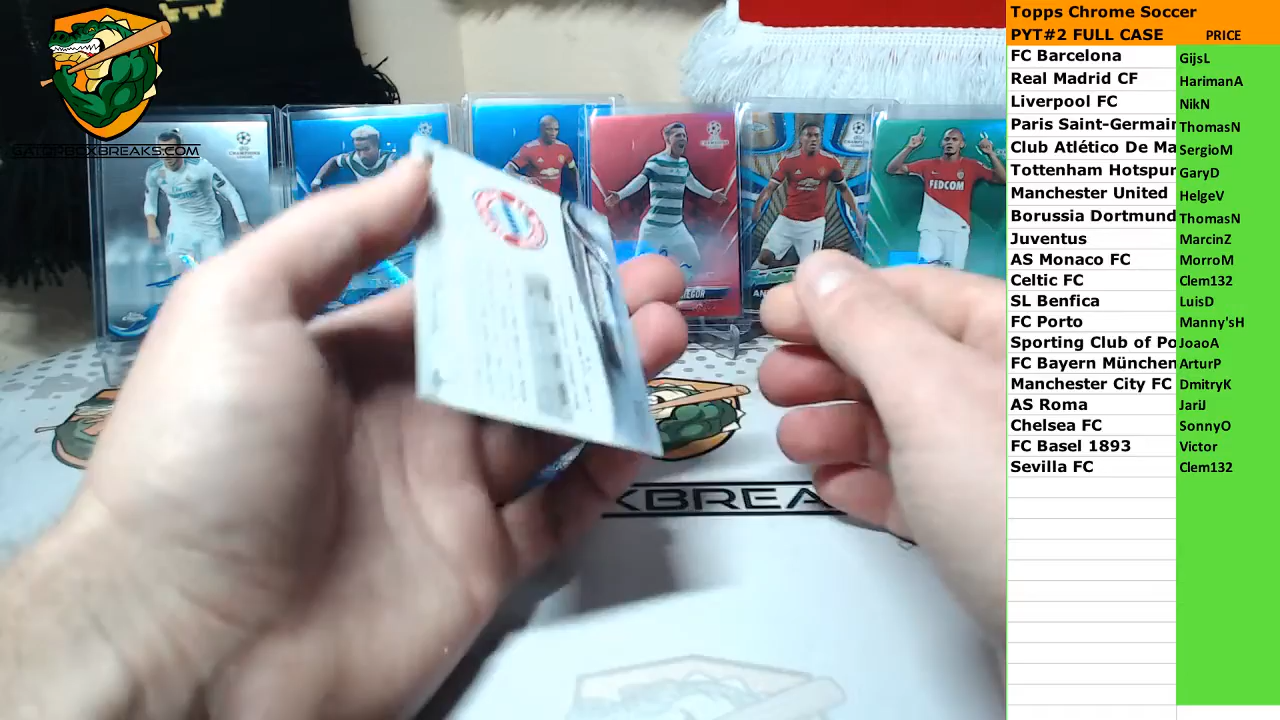 Topps Chrome Soccer
PYT#2 FULL CASE PRICE
FC Barcelona GijsL
Real Madrid CF HarimanA
Liverpool FC NikN
Paris Saint-Germain ThomasN
Club Atlético De Ma SergioM
Tottenham Hotspur GaryD
Manchester United HelgeV
Borussia Dortmund ThomasN
Juventus MarcinZ
AS Monaco FC MorroM
Celtic FC Clem132
SL Benfica LuisD
FC Porto Manny'sH
Sporting Club of Po JoaoA
FC Bayern München ArturP
Manchester City FC DmitryK
AS Roma JariJ
Chelsea FC SonnyO
FC Basel 1893 Victor
Sevilla FC Clem132
GATORBOXBREAKS.COM
FEDCOM
XBREA